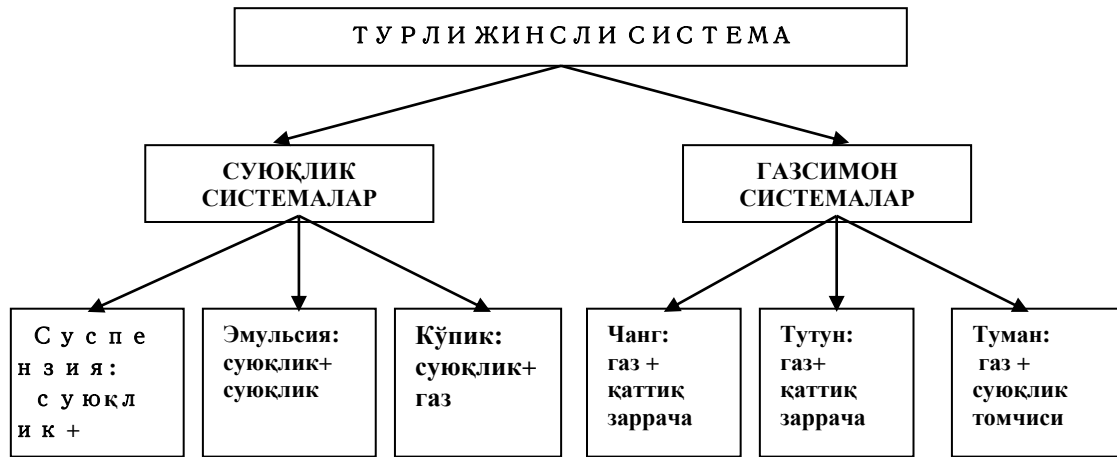 ТУРЛИ ЖИНСЛИ СИСТЕМА
СУЮҚЛИК
СИСТЕМАЛАР
ГАЗСИМОН
СИСТЕМАЛАР
Суспе
нзия:
суюқл
ик +
Эмульсия:
суюқлик+
суюқлик
Кўпик:
суюқлик+
газ
Чанг:
газ +
қаттиқ
заррача
Тутун:
газ+
қаттиқ
заррача
Туман:
газ +
суюқлик
томчиси